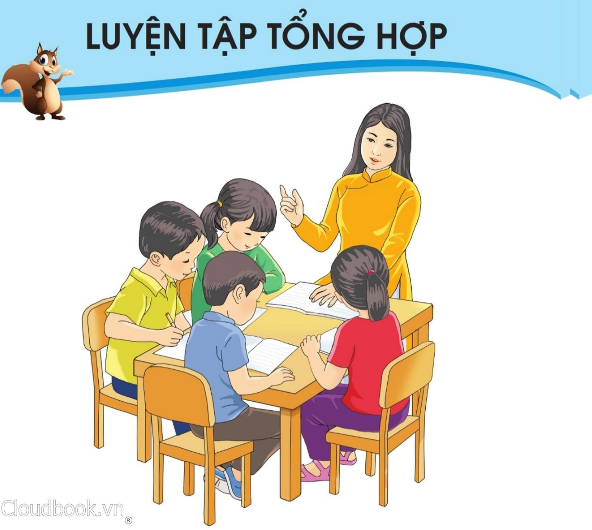 LUYỆN TẬP TỔNG HỢP
Cloudbook.vn
®